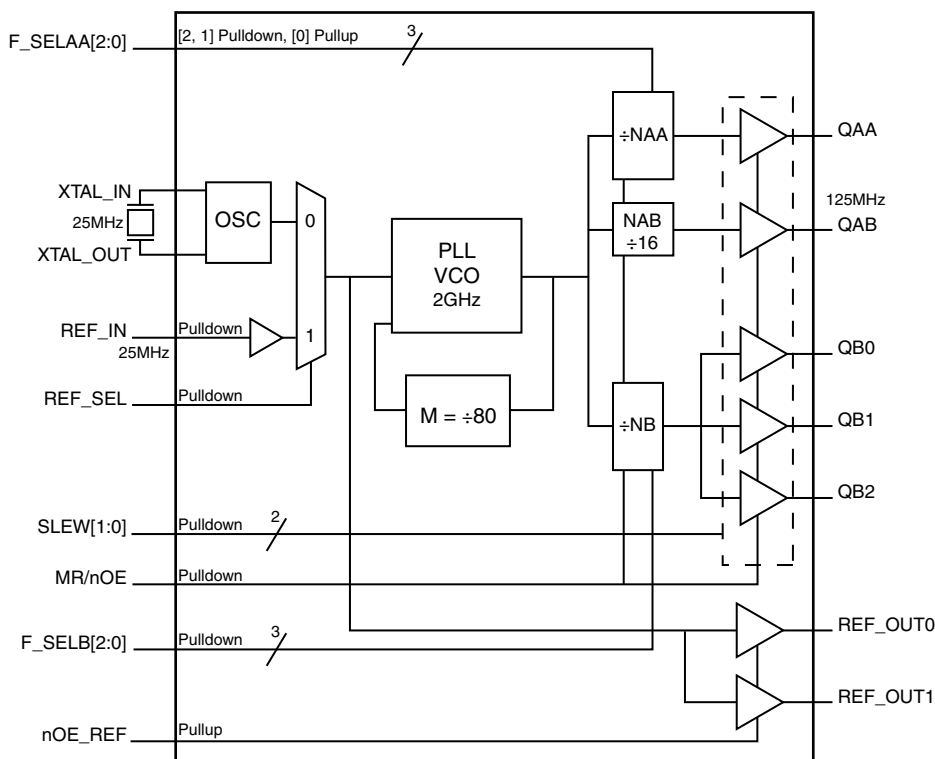 F_SELAA[2:0]
[2, 1] Pulldown, [0] Pullup
3
÷NAA
QAA
XTAL_IN
25MHz
XTAL_OUT
OSC
0
1
PLL
VCO
2GHz
NAB
÷16
125MHz
QAB
REF_IN
25MHz
Pulldown
REF_SEL
Pulldown
M = ÷80
÷NB
QB0
QB1
QB2
SLEW[1:0]
Pulldown
2
MR/nOE
Pulldown
F_SELB[2:0]
Pulldown
3
REF_OUT0
REF_OUT1
nOE_REF
Pullup